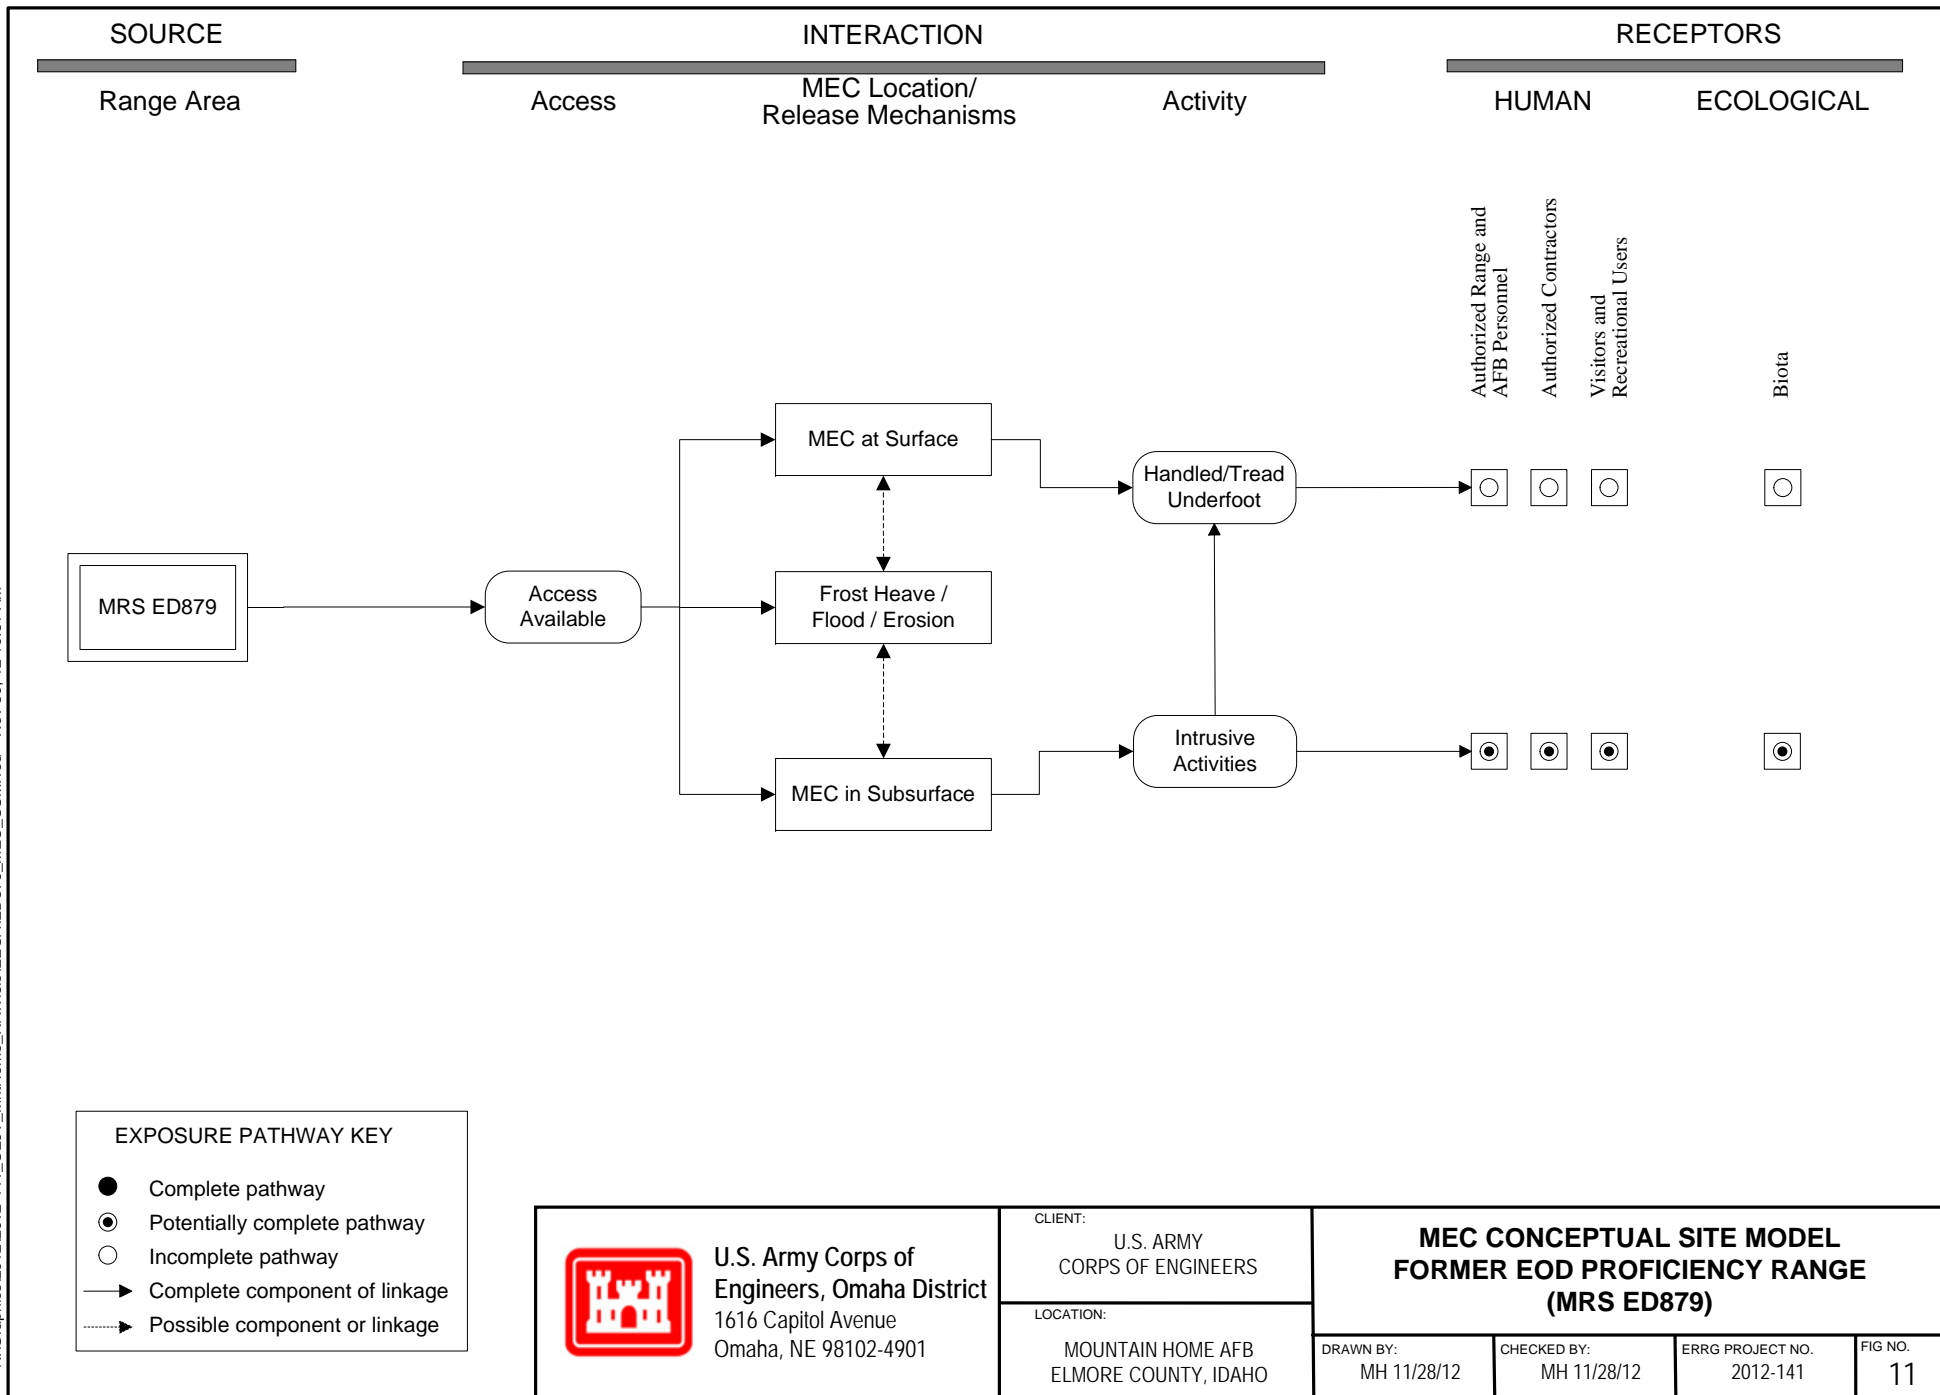 SOURCE
INTERACTION
RECEPTORS
Range Area
Access
MEC Location/
Release Mechanisms
Activity
HUMAN
ECOLOGICAL
Authorized Range and
AFB Personnel
Authorized Contractors
Visitors and
Recreational Users
Biota
MEC at Surface
Handled/Tread
Underfoot
MRS ED879
Access
Available
Frost Heave /
Flood / Erosion
Intrusive
Activities
MEC in Subsurface
EXPOSURE PATHWAY KEY
Complete pathway
Potentially complete pathway
Incomplete pathway
Complete component of linkage
Possible component or linkage
U.S. Army Corps of
Engineers, Omaha District
1616 Capitol Avenue
Omaha, NE 98102-4901
CLIENT:
U.S. ARMY
CORPS OF ENGINEERS
LOCATION:
MOUNTAIN HOME AFB
ELMORE COUNTY, IDAHO
MEC CONCEPTUAL SITE MODEL
FORMER EOD PROFICIENCY RANGE
(MRS ED879)
DRAWN BY:
MH 11/28/12
CHECKED BY:
MH 11/28/12
ERRG PROJECT NO.
2012-141
FIG NO.
11